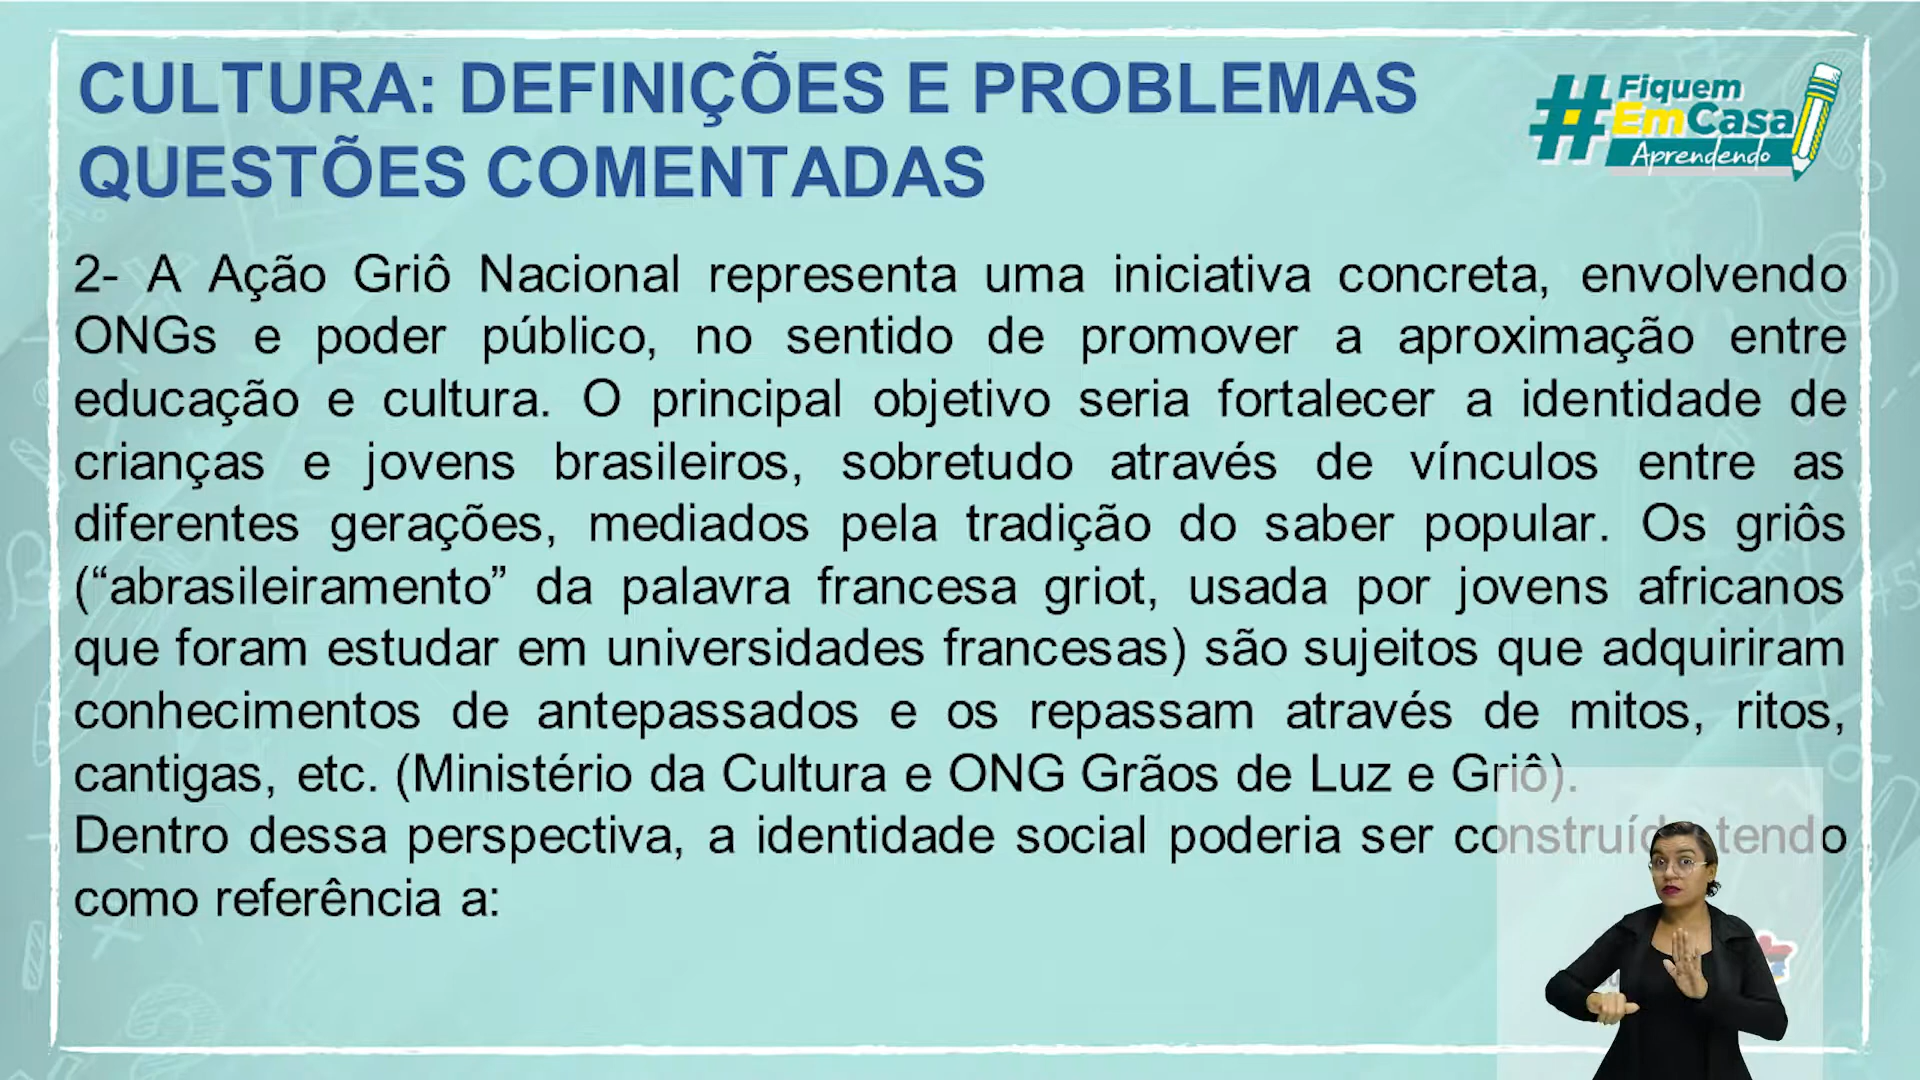 CULTURA: DEFINIÇÕES E PROBLEMAS
QUESTÕES COMENTADAS
#Fiquem
EmCasa
Aprendendo
2- A Ação Griô Nacional representa uma iniciativa concreta, envolvendo
ONGs e poder público, no sentido de promover a aproximação entre
educação e cultura. O principal objetivo seria fortalecer a identidade de
crianças e jovens brasileiros, sobretudo através de vínculos entre as
diferentes gerações, mediados pela tradição do saber popular. Os griôs
(“abrasileiramento” da palavra francesa griot, usada por jovens africanos
que foram estudar em universidades francesas) são sujeitos que adquiriram
conhecimentos de antepassados e os repassam através de mitos, ritos,
cantigas, etc. (Ministério da Cultura e ONG Grãos de Luz e Griô).
Dentro dessa perspectiva, a identidade social poderia ser tendo
como referência a: